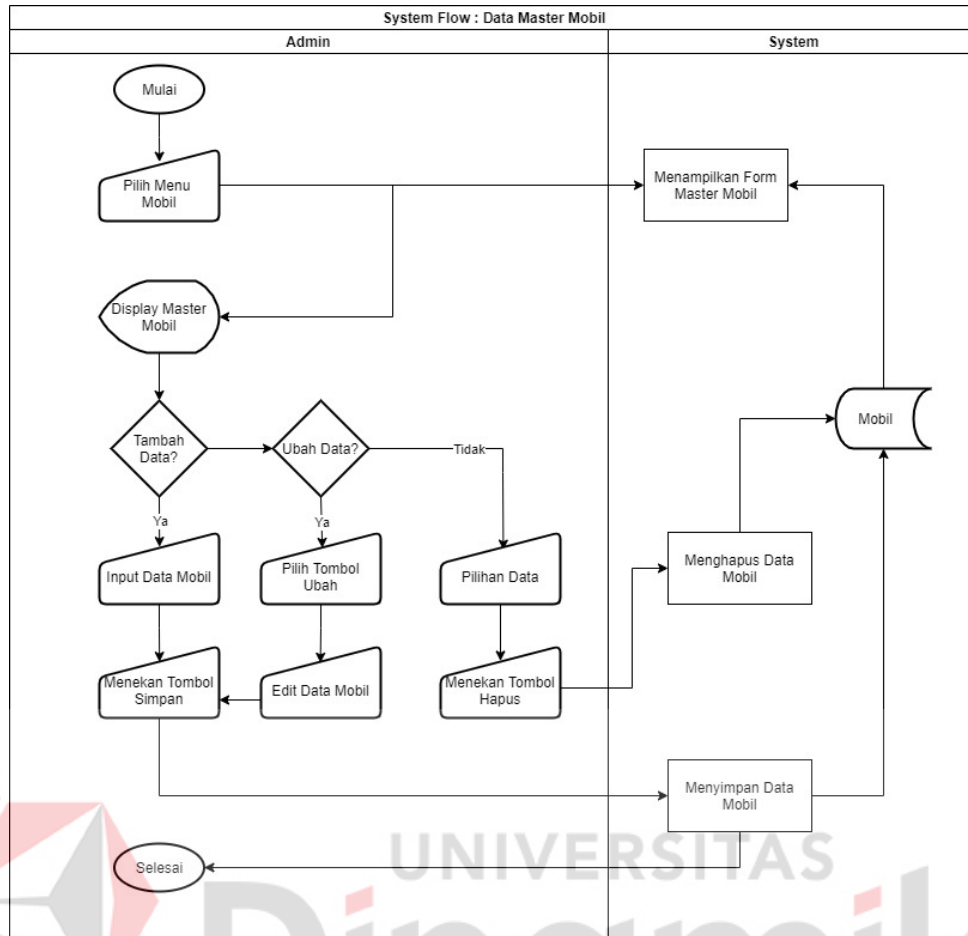 System Flow : Data Master Mobil
Admin
System
Mulai
Pilih Menu
Mobil
Menampilkan Form
Master Mobil
Display Master
Mobil
Tambah
Data?
Ubah Data?
Tidak
Mobil
Ya
Ya
Input Data Mobil
Pilih Tombol
Ubah
Pilihan Data
Menghapus Data
Mobil
Menekan Tombol
Simpan
Edit Data Mobil
Menekan Tombol
Hapus
Menyimpan Data
Mobil
Selesai
UNIVERSITAS